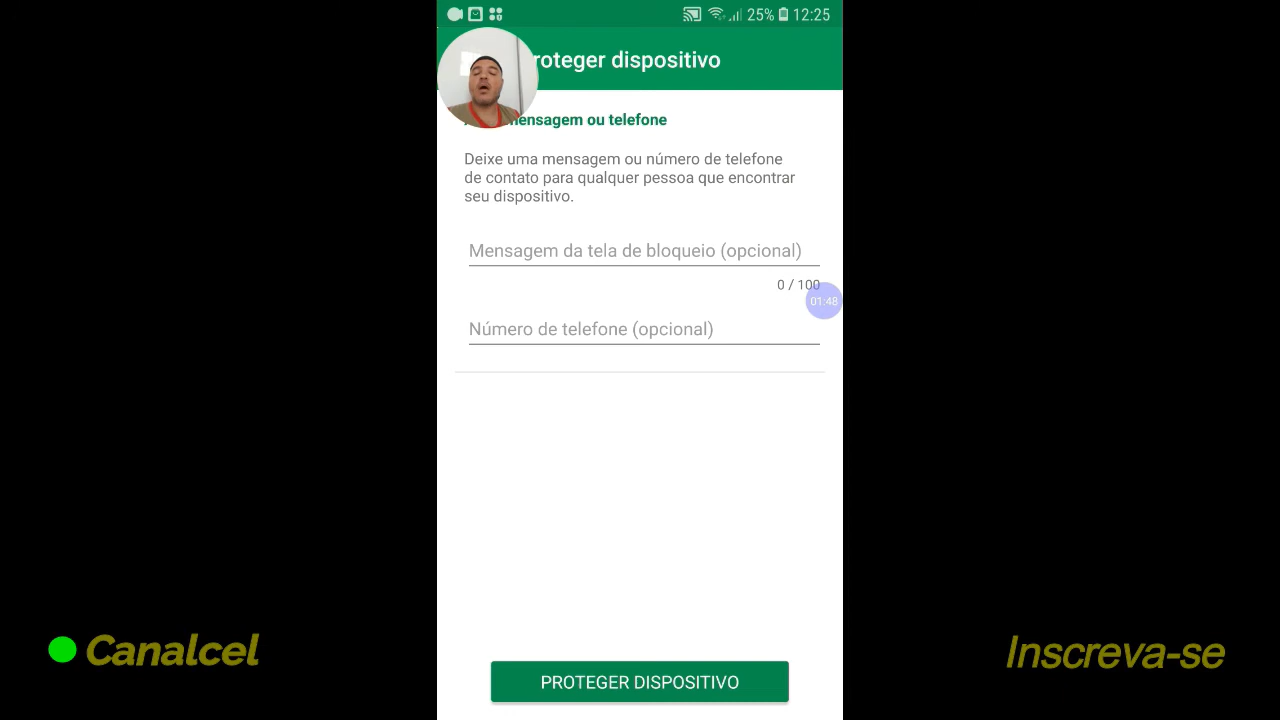 25% 12:25
roteger dispositivo
mensagem ou telefone
Deixe uma mensagem ou número de telefone
de contato para qualquer pessoa que encontrar
seu dispositivo.
Mensagem da tela de bloqueio (opcional)
0 / 100
01:48
Número de telefone (opcional)
Canalcel
Inscreva-se
PROTEGER DISPOSITIVO